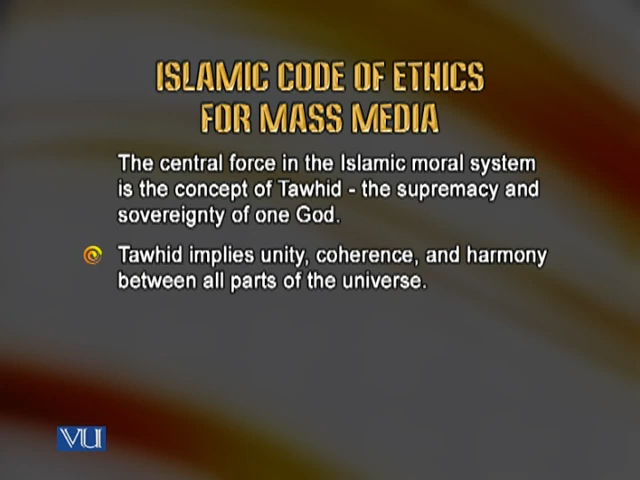 ISLAMIC CODE OF ETHICS
FOR MASS MEDIA
The central force in the Islamic moral system
is the concept of Tawhid - the supremacy and
sovereignty of one God.
Tawhid implies unity, coherence, and harmony
between all parts of the universe.
VU